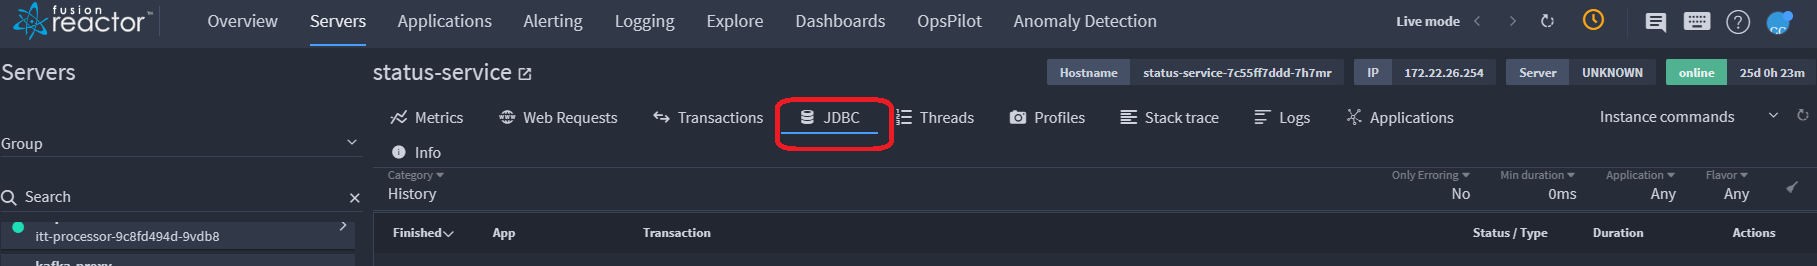 fusion reactor™ Overview Servers Applications Alerting Logging Explore Dashboards OpsPilot Anomaly Detection Live mode
Servers
status-service Hostname status-service-7c55ff7ddd-7h7mr IP 172.22.26.254 Server UNKNOWN online 25d 0h 23m
Metrics Web Requests Transactions JDBC Threads Profiles Stack trace Logs Applications Instance commands
Group
Info
Category Only Erroring Min duration Application Flavor
History No 0ms Any Any
Search
Finished App Transaction Status / Type Duration Actions
itt-processor-9c8fd494d-9vdb8
kafka-proxy